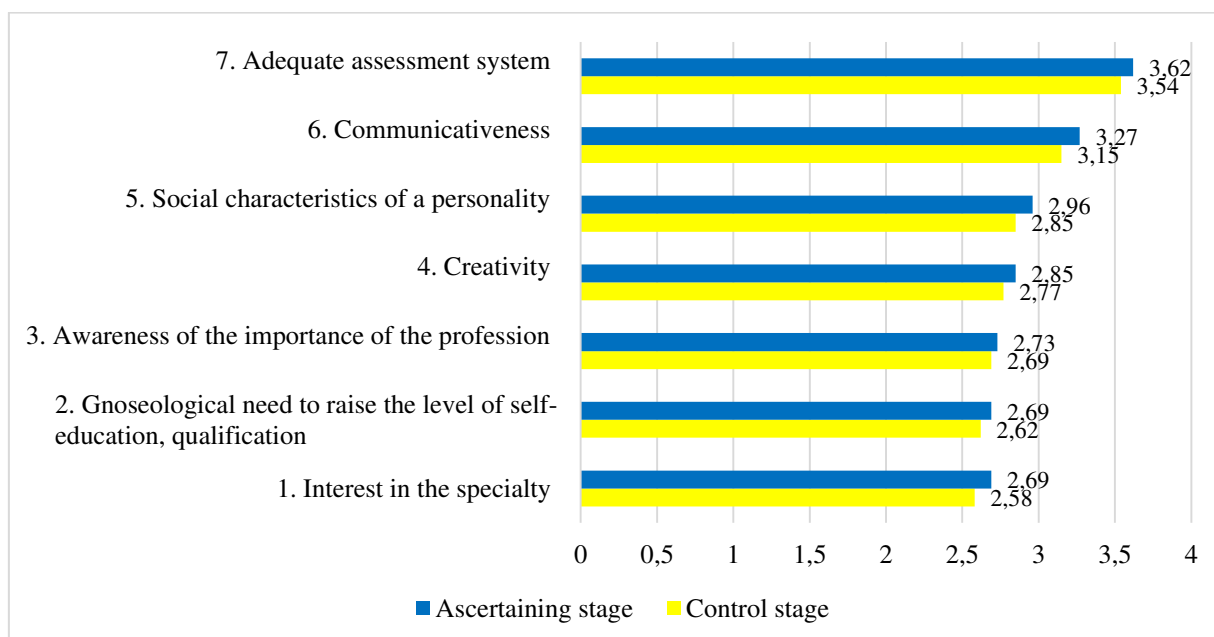 7. Adequate assessment system
3,62
3,54
6. Communicativeness
3,27
3,15
5. Social characteristics of a personality
2,96
2,85
4. Creativity
2,85
2,77
3. Awareness of the importance of the profession
2,73
2,69
2. Gnoseological need to raise the level of self-
education, qualification
2,69
2,62
1. Interest in the specialty
2,69
2,58
0 0,5 1 1,5 2 2,5 3 3,5 4
Ascertaining stage Control stage